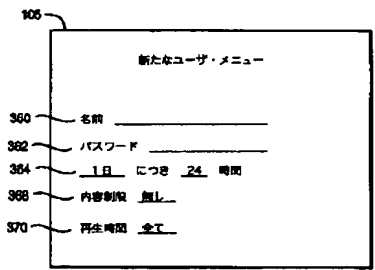 105
新たなユーザ・メニュー
360 名前
362 パスワード
364 1日 につき 24 時間
368 内容制限 無し
370 再生時間 全て